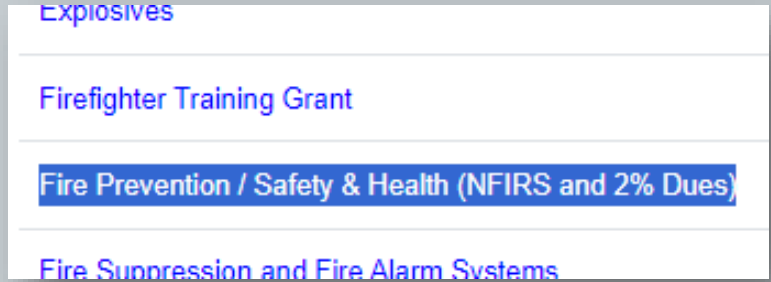 Explosives
Firefighter Training Grant
Fire Prevention / Safety & Health (NFIRS and 2% Dues)
Fire Suppression and Fire Alarm Systems